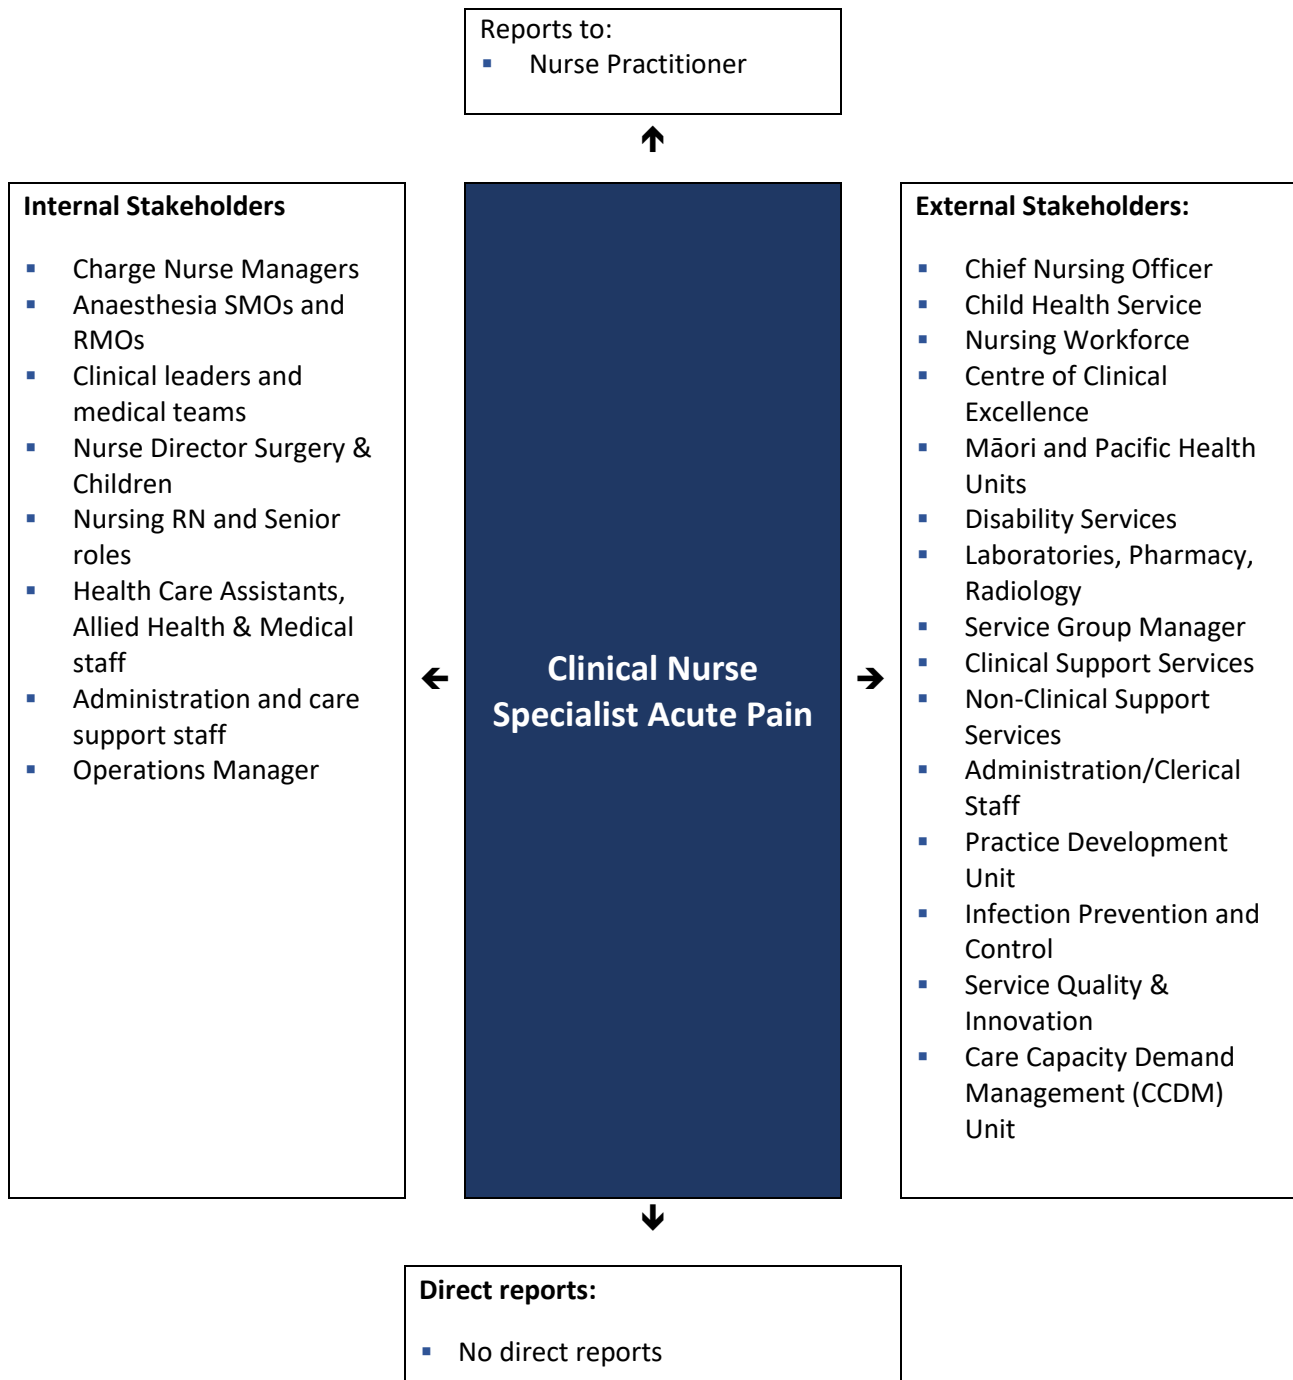 Reports to:
▪ Nurse Practitioner
Internal Stakeholders
▪ Charge Nurse Managers
▪ Anaesthesia SMOs and
RMOs
▪ Clinical leaders and
medical teams
▪ Nurse Director Surgery &
Children
▪ Nursing RN and Senior
roles
▪ Health Care Assistants,
Allied Health & Medical
staff
▪ Administration and care
support staff
▪ Operations Manager
Clinical Nurse
Specialist Acute Pain
External Stakeholders:
▪ Chief Nursing Officer
▪ Child Health Service
▪ Nursing Workforce
▪ Centre of Clinical
Excellence
▪ Māori and Pacific Health
Units
▪ Disability Services
▪ Laboratories, Pharmacy,
Radiology
▪ Service Group Manager
▪ Clinical Support Services
▪ Non-Clinical Support
Services
▪ Administration/Clerical
Staff
▪ Practice Development
Unit
▪ Infection Prevention and
Control
▪ Service Quality &
Innovation
▪ Care Capacity Demand
Management (CCDM)
Unit
Direct reports:
▪ No direct reports